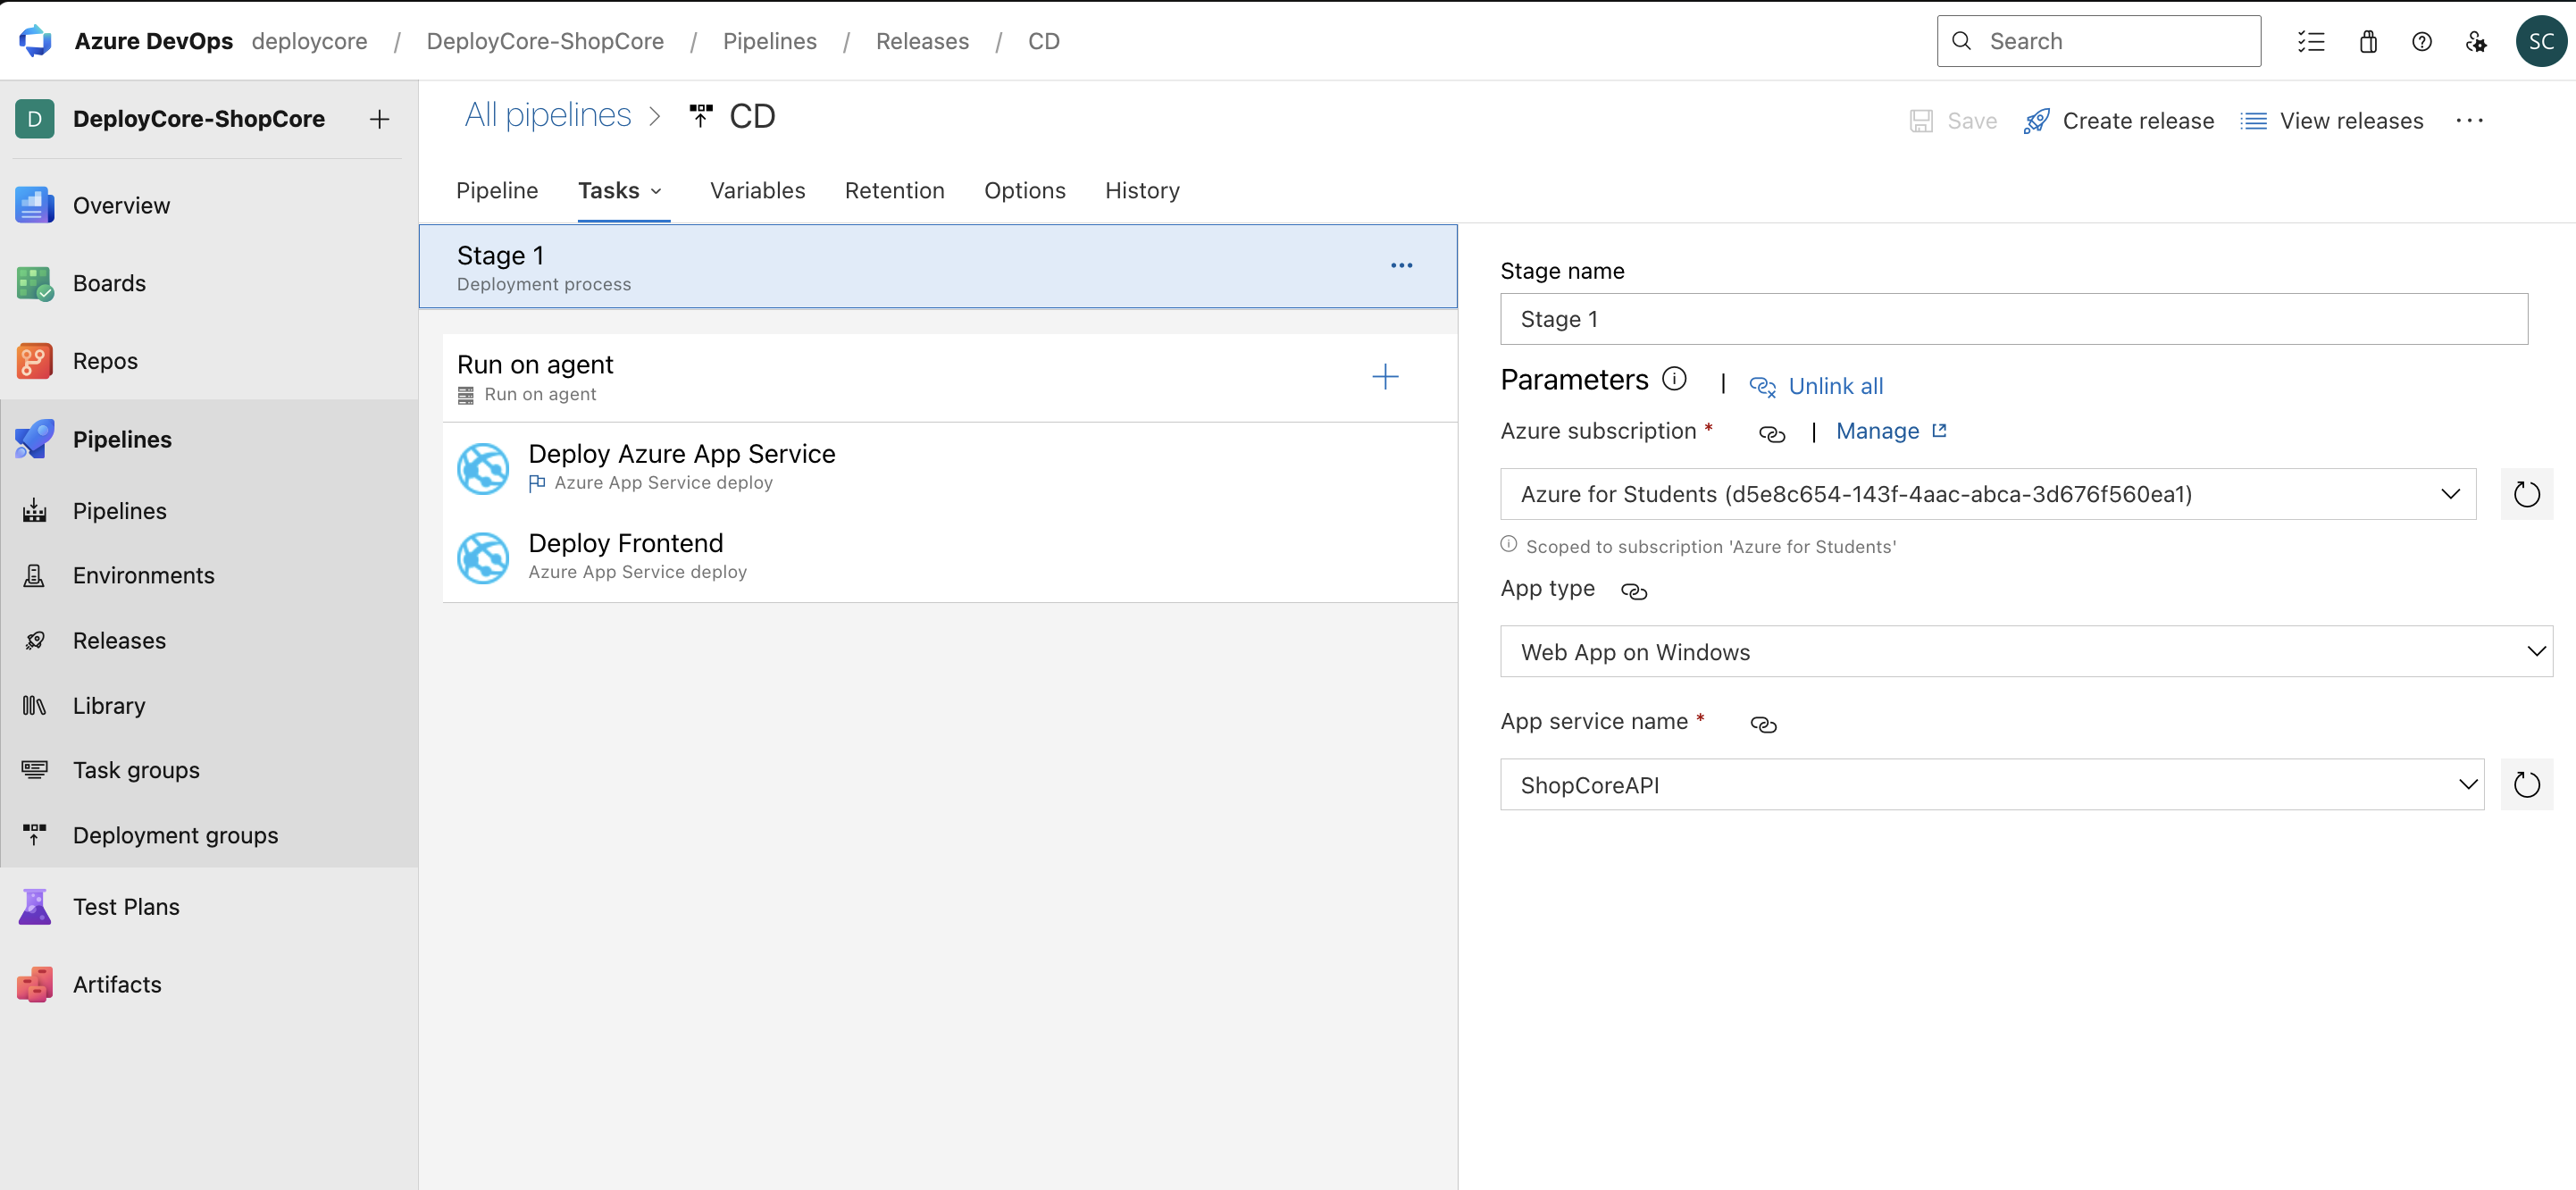 Azure DevOps deploycore / DeployCore-ShopCore / Pipelines / Releases / CD
Search
SC
D DeployCore-ShopCore
Overview
Boards
Repos
Pipelines
Pipelines
Environments
Releases
Library
Task groups
Deployment groups
Test Plans
Artifacts
All pipelines > CD
Save Create release View releases
Pipeline Tasks Variables Retention Options History
Stage 1
Deployment process
Run on agent
Run on agent
Deploy Azure App Service
Azure App Service deploy
Deploy Frontend
Azure App Service deploy
Stage name
Stage 1
Parameters | Unlink all
Azure subscription * | Manage
Azure for Students (d5e8c654-143f-4aac-abca-3d676f560ea1)
Scoped to subscription 'Azure for Students'
App type
Web App on Windows
App service name *
ShopCoreAPI